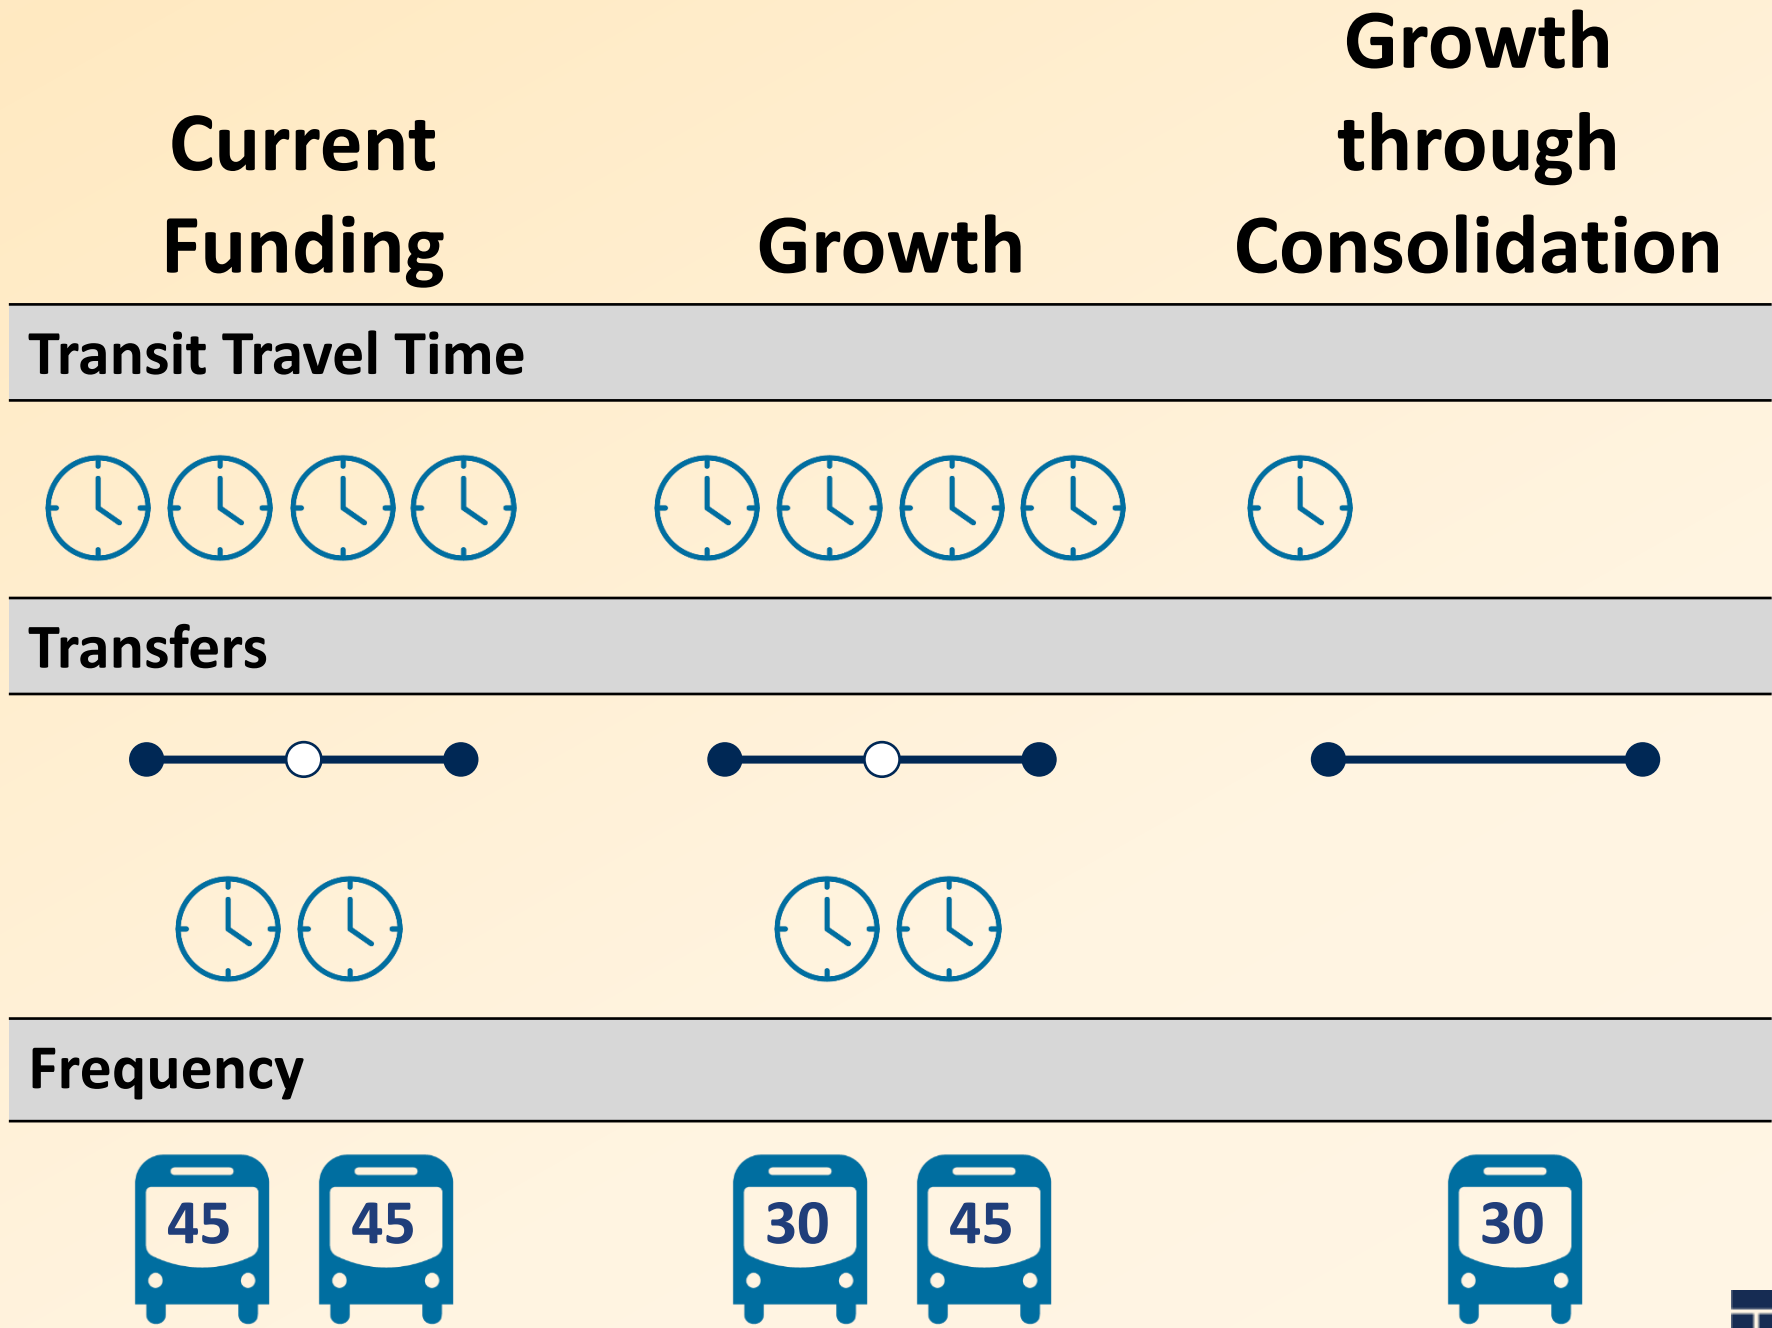 Current
Funding
Growth
Growth
through
Consolidation
Transit Travel Time
Transfers
Frequency
45 45 30 45 30